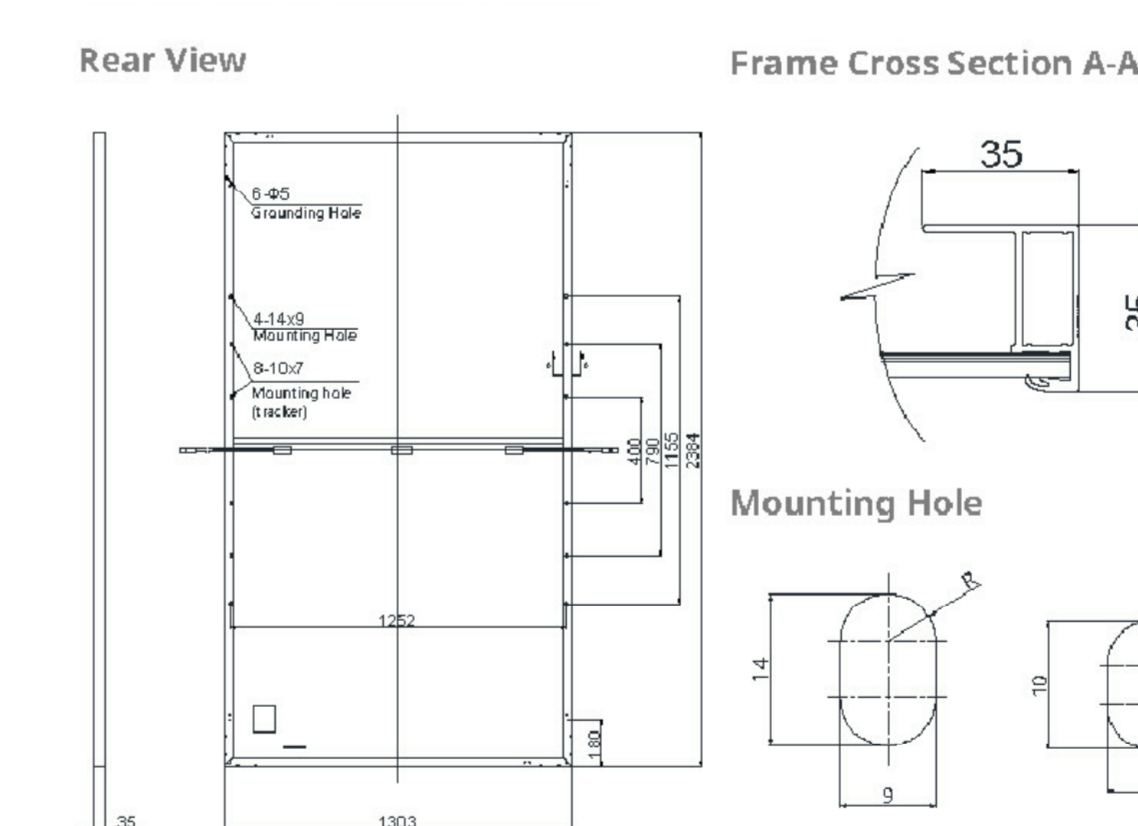 Rear View
Frame Cross Section A-A
35
6-Φ5
Grounding Hole
4-14x9
Mounting Hole
8-10x7
Mounting hole
(tracker)
400
790
1155
2384
1252
180
35
1303
Mounting Hole
R
14
9
10